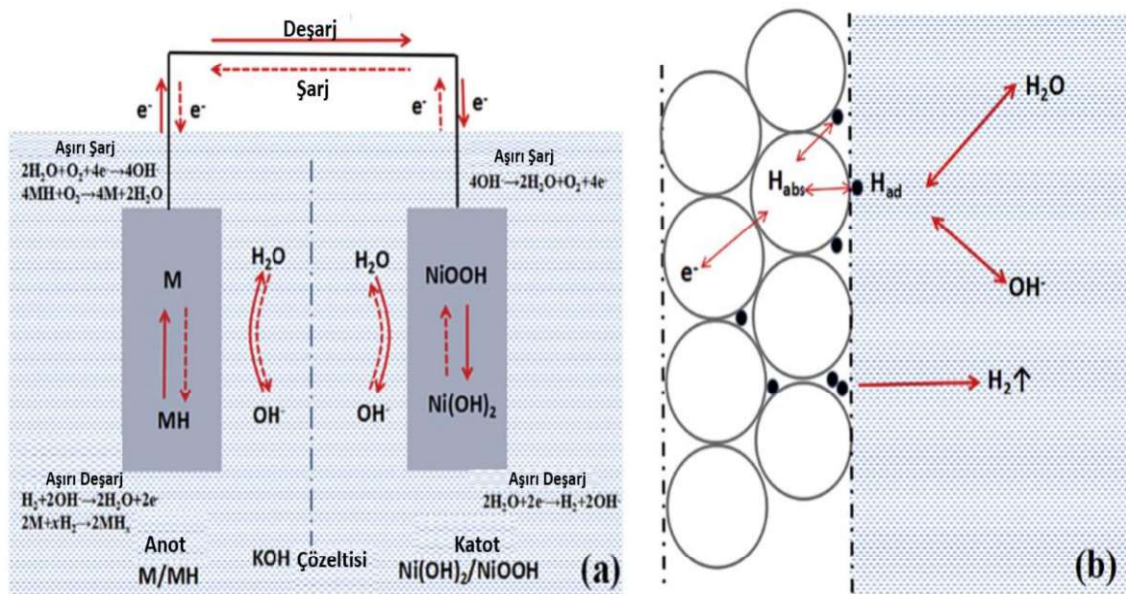 Deşarj
Şarj
e⁻ e⁻ e⁻ e⁻
Aşırı Şarj
2H₂O+O₂+4e⁻→4OH⁻
4MH+O₂→4M+2H₂O
Aşırı Şarj
4OH⁻→2H₂O+O₂+4e⁻
M
MH
H₂O
OH⁻
H₂O
OH⁻
NiOOH
Ni(OH)₂
Aşırı Deşarj
H₂+2OH⁻→2H₂O+2e⁻
2M+xH₂→2MHₓ
Aşırı Deşarj
2H₂O+2e⁻→H₂+2OH⁻
Anot
M/MH
KOH Çözeltisi
Katot
Ni(OH)₂/NiOOH
(a)
H₂O
H_abs
H_ad
e⁻
OH⁻
H₂↑
(b)